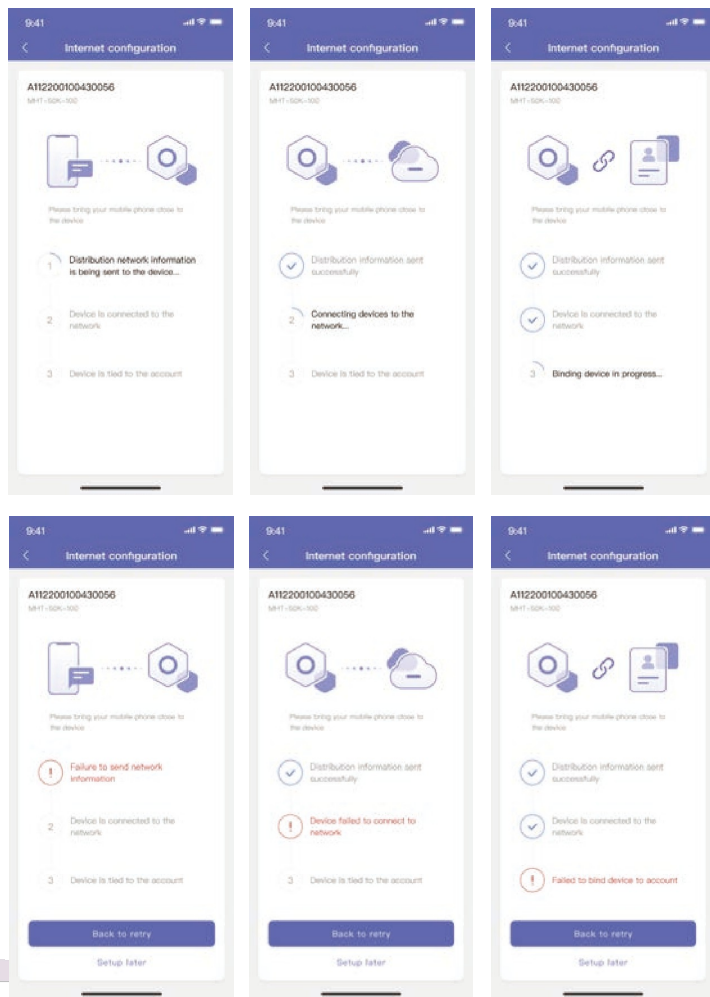 9:41
Internet configuration
A112200100430056
MHT-50K-100
Please bring your mobile phone close to
the device
1
Distribution network information
is being sent to the device...
2
Device is connected to the
network
3
Device is tied to the account
9:41
Internet configuration
A112200100430056
MHT-50K-100
Please bring your mobile phone close to
the device
Distribution information sent
successfully
2
Connecting devices to the
network...
3
Device is tied to the account
9:41
Internet configuration
A112200100430056
MHT-50K-100
Please bring your mobile phone close to
the device
Distribution information sent
successfully
Device is connected to the
network
3
Binding device in progress...
9:41
Internet configuration
A112200100430056
MHT-50K-100
Please bring your mobile phone close to
the device
Failure to send network
information
2
Device is connected to the
network
3
Device is tied to the account
Back to retry
Setup later
9:41
Internet configuration
A112200100430056
MHT-50K-100
Please bring your mobile phone close to
the device
Distribution information sent
successfully
Device failed to connect to
network
3
Device is tied to the account
Back to retry
Setup later
9:41
Internet configuration
A112200100430056
MHT-50K-100
Please bring your mobile phone close to
the device
Distribution information sent
successfully
Device is connected to the
network
Failed to bind device to account
Back to retry
Setup later